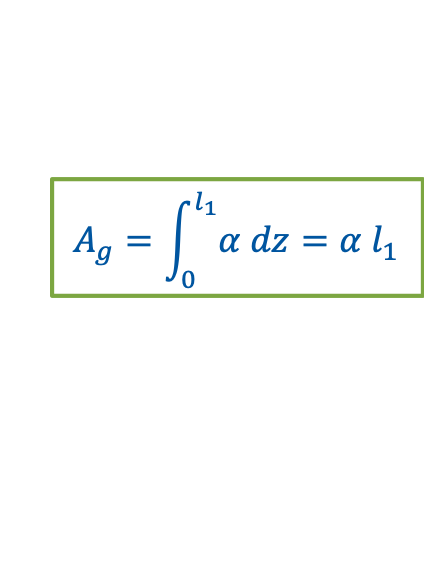 A_g = ∫_0^{l_1} α dz = α l_1